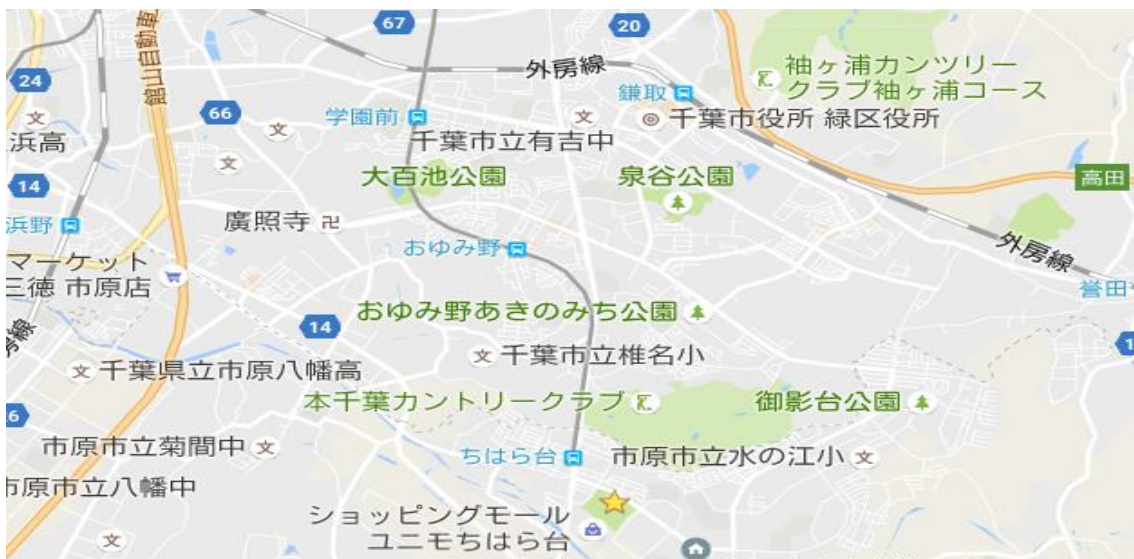 67
20
外房線
袖ヶ浦カンツリー
クラブ袖ヶ浦コース
24
館山自動車
鎌取
66
学園前
千葉市役所 緑区役所
浜高
千葉市立有吉中
14
大百池公園
泉谷公園
高田
浜野
廣照寺
おゆみ野
外房線
マーケット
三徳 市原店
誉田
おゆみ野あきのみち公園
14
千葉市立椎名小
千葉県立市原八幡高
本千葉カントリークラブ
御影台公園
6
市原市立菊間中
ちはら台
市原市立水の江小
市原市立八幡中
ショッピングモール
ユニモちはら台